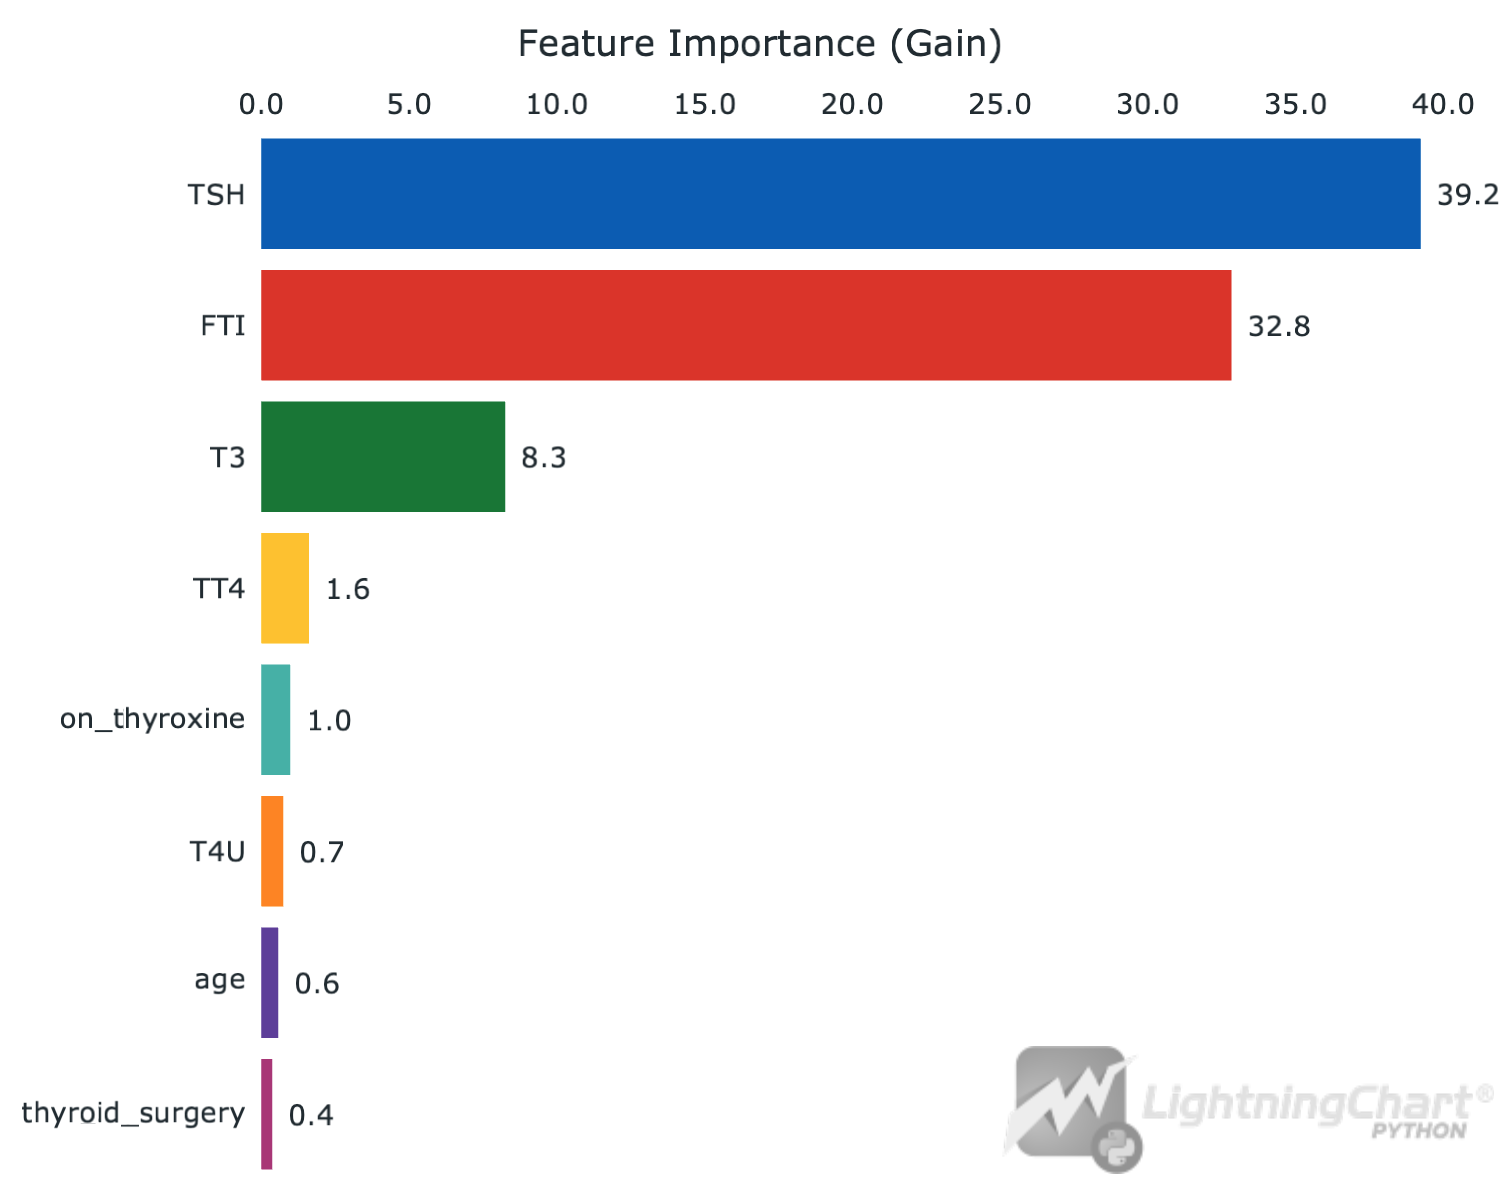 Feature Importance (Gain)
0.0 5.0 10.0 15.0 20.0 25.0 30.0 35.0 40.0
TSH 39.2
FTI 32.8
T3 8.3
TT4 1.6
on_thyroxine 1.0
T4U 0.7
age 0.6
thyroid_surgery 0.4
LightningChart®
PYTHON